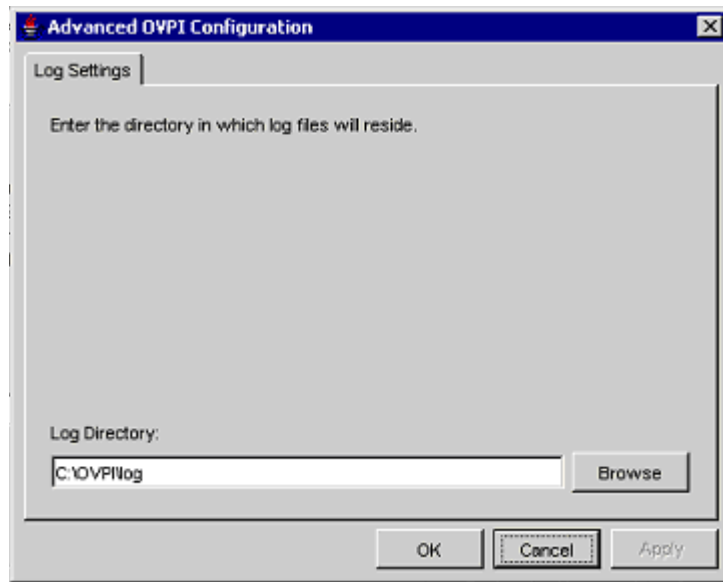 Advanced OVPI Configuration
Log Settings
Enter the directory in which log files will reside.
Log Directory:
C:\OVPI\log
Browse
OK
Cancel
Apply